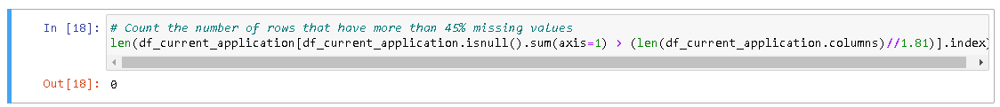 In [18]: # Count the number of rows that have more than 45% missing values
len(df_current_application[df_current_application.isnull().sum(axis=1) > (len(df_current_application.columns)//1.81)].index)
Out[18]: 0